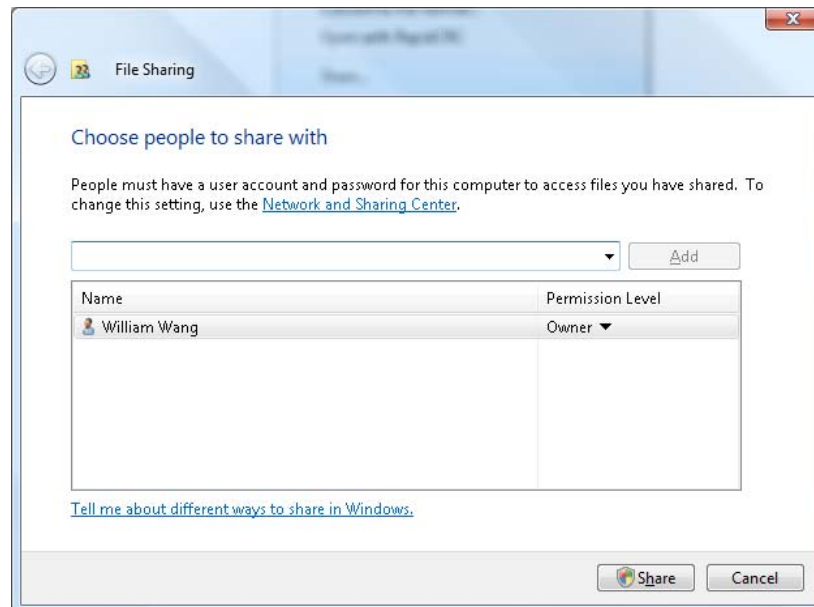 File Sharing
Choose people to share with
People must have a user account and password for this computer to access files you have shared. To
change this setting, use the Network and Sharing Center.
Add
Name Permission Level
William Wang Owner
Tell me about different ways to share in Windows.
Share Cancel